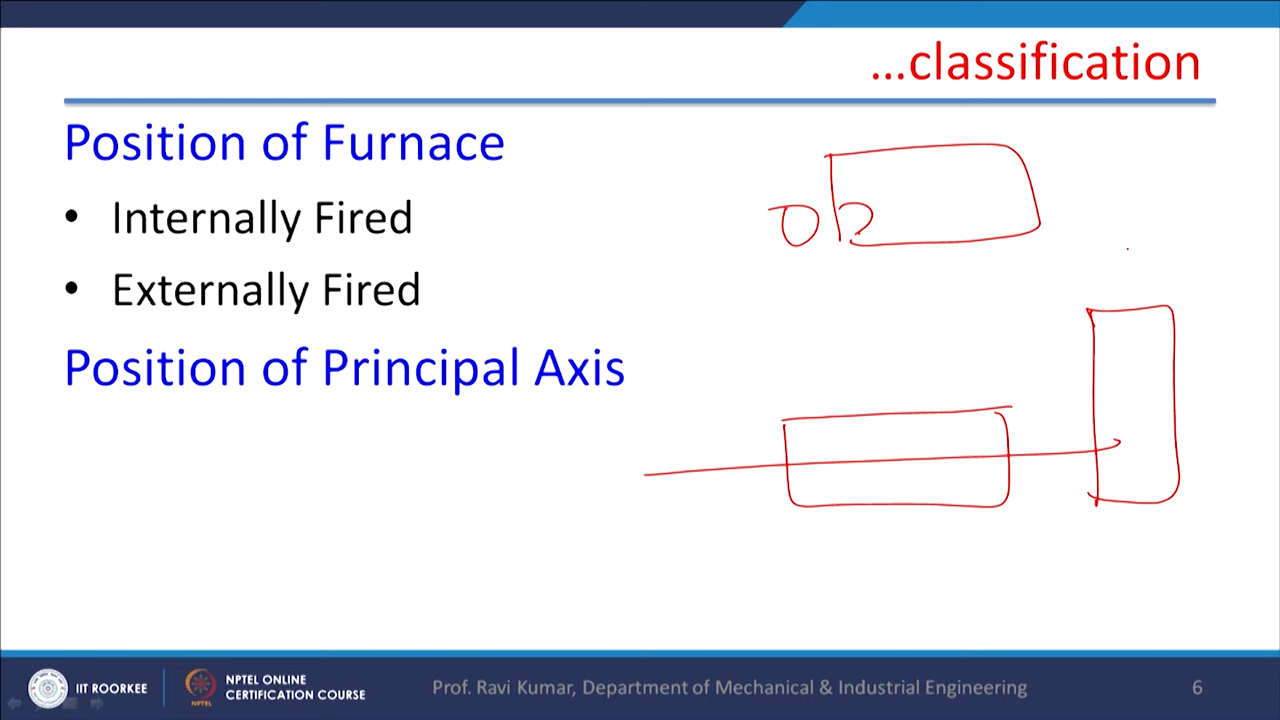 ...classification
Position of Furnace
• Internally Fired
• Externally Fired
Position of Principal Axis
IIT ROORKEE
NPTEL ONLINE
CERTIFICATION COURSE
NPTEL
Prof. Ravi Kumar, Department of Mechanical & Industrial Engineering
6